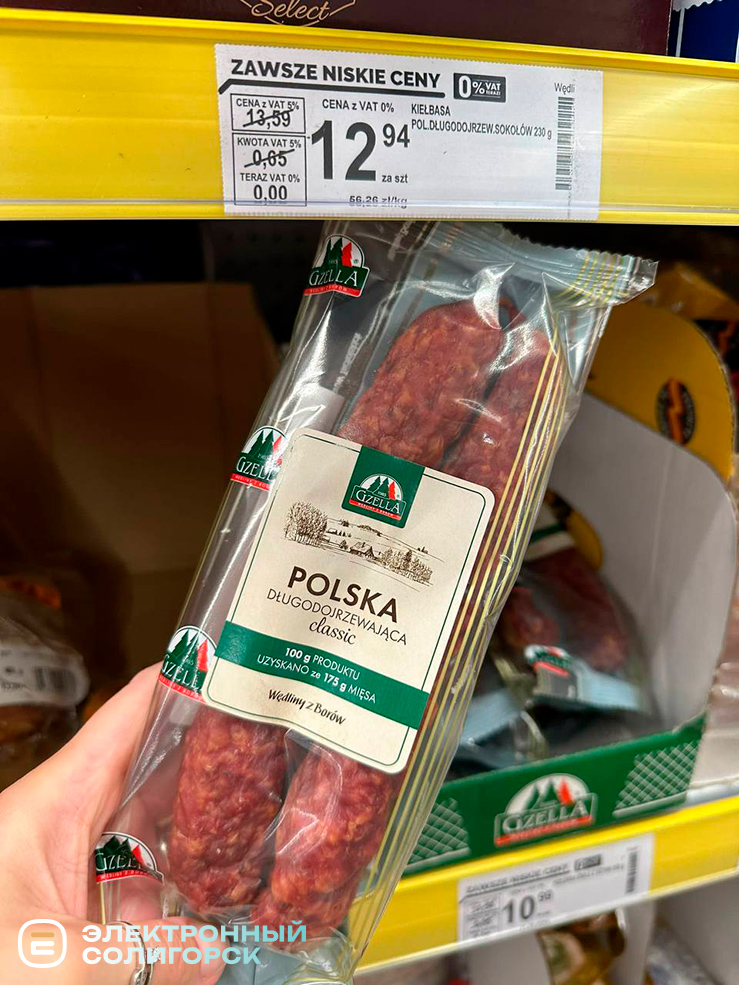 Select
ZAWSZE NISKIE CENY
0% VAT
Wędli
CENA z VAT 5%
13,59
KWOTA VAT 5%
0,65
TERAZ VAT 0%
0,00
CENA z VAT 0%
12 94
za szt
56,26 zł/kg
KIEŁBASA
POL.DŁUGODOJRZEW.SOKOŁÓW 230 g
GZELLA
GZELLA
GZELLA
GZELLA
GZELLA
POLSKA
DŁUGODOJRZEWAJĄCA
classic
100 g PRODUKTU
UZYSKANO ze 175 g MIĘSA
Wędliny z Borów
GZELLA
ZAWSZE NISKIE CENY
10
ЭЛЕКТРОННЫЙ
СОЛИГОРСК